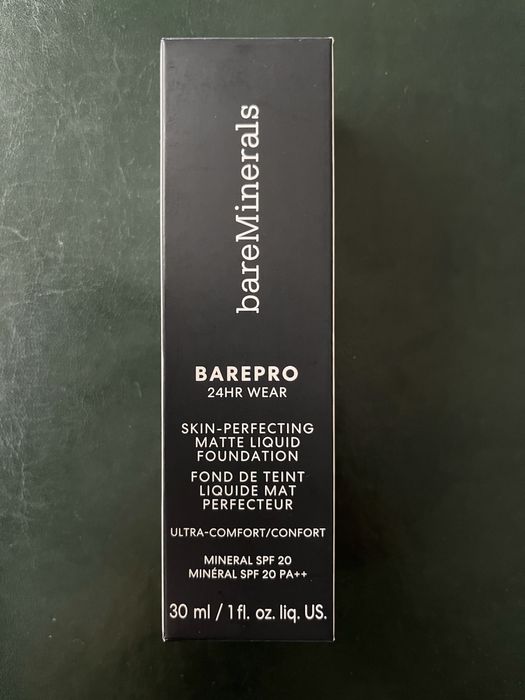 bareMinerals
BAREPRO
24HR WEAR
SKIN-PERFECTING
MATTE LIQUID
FOUNDATION
FOND DE TEINT
LIQUIDE MAT
PERFECTEUR
ULTRA-COMFORT/CONFORT
MINERAL SPF 20
MINÉRAL SPF 20 PA++
30 ml / 1 fl. oz. liq. US.